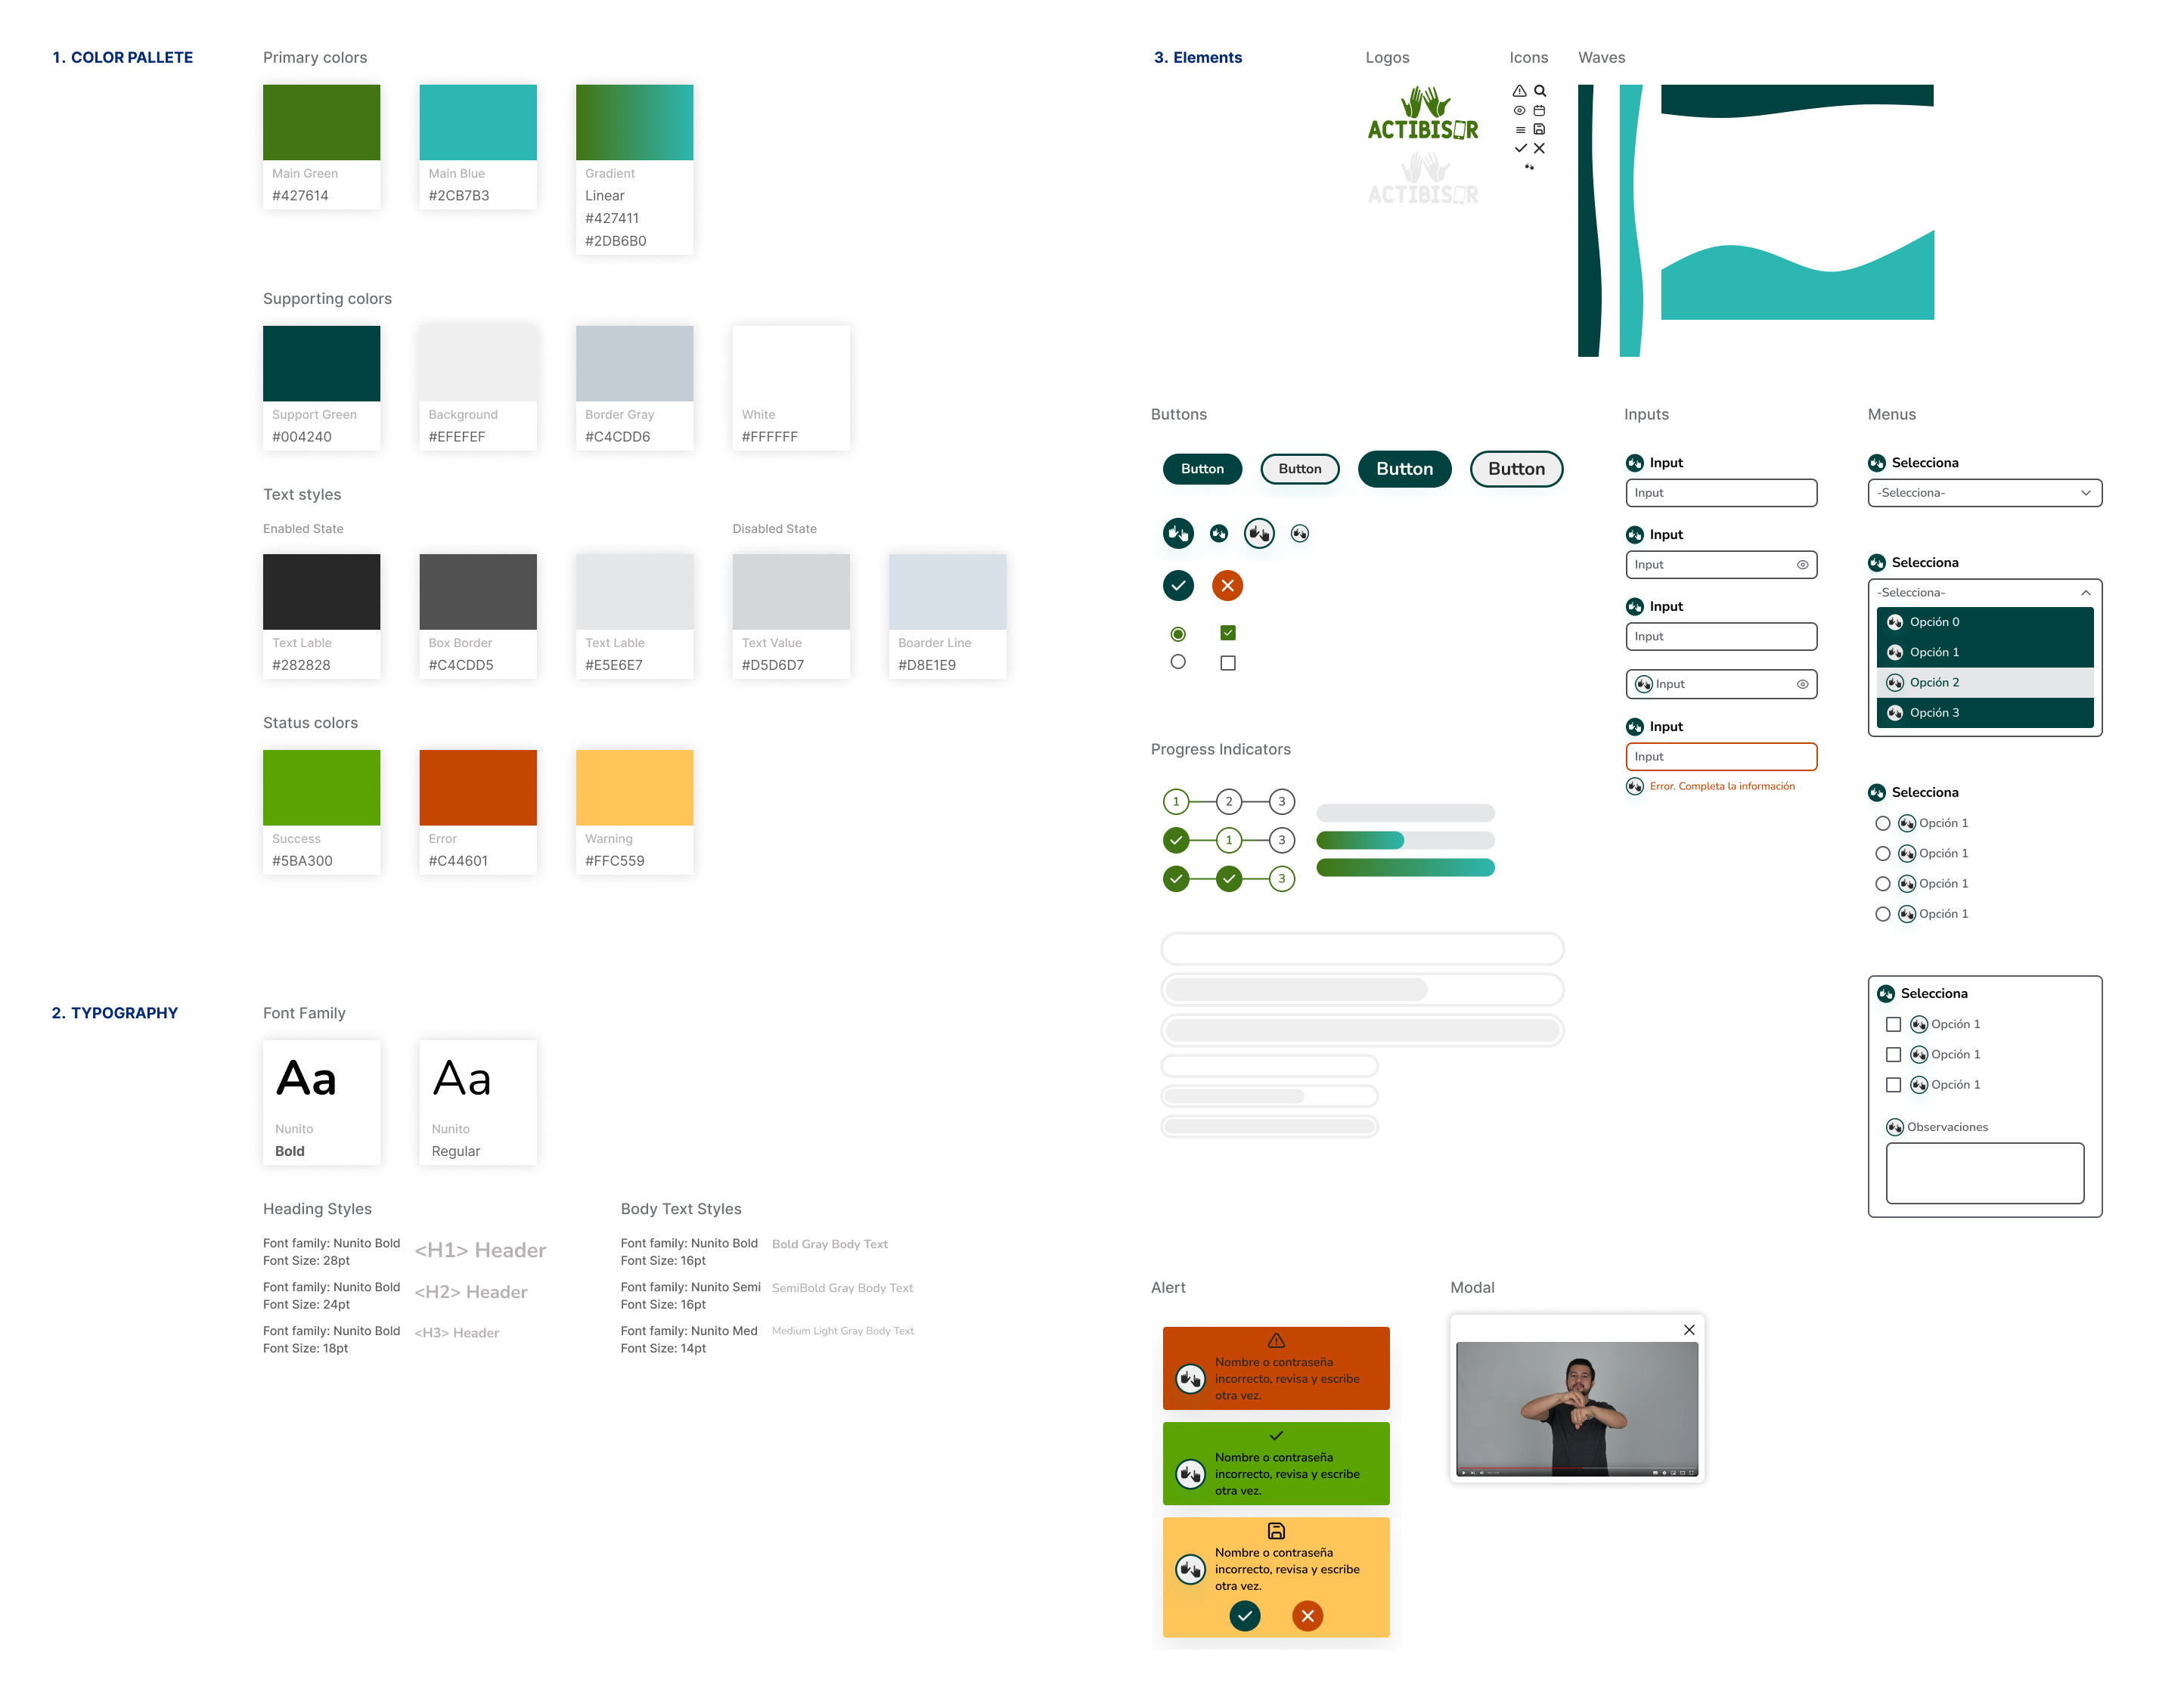 1. COLOR PALLETE
Primary colors
Main Green
#427614
Main Blue
#2CB7B3
Gradient
Linear
#427411
#2DB6B0
Supporting colors
Support Green
#004240
Background
#EFEFEF
Border Gray
#C4CDD6
White
#FFFFFF
Text styles
Enabled State
Disabled State
Text Lable
#282828
Box Border
#C4CDD5
Text Lable
#E5E6E7
Text Value
#D5D6D7
Boarder Line
#D8E1E9
Status colors
Success
#5BA300
Error
#C44601
Warning
#FFC559
2. TYPOGRAPHY
Font Family
Aa
Nunito
Bold
Aa
Nunito
Regular
Heading Styles
Font family: Nunito Bold
Font Size: 28pt
<H1> Header
Font family: Nunito Bold
Font Size: 24pt
<H2> Header
Font family: Nunito Bold
Font Size: 18pt
<H3> Header
Body Text Styles
Font family: Nunito Bold
Font Size: 16pt
Bold Gray Body Text
Font family: Nunito Semi
Font Size: 16pt
SemiBold Gray Body Text
Font family: Nunito Med
Font Size: 14pt
Medium Light Gray Body Text
3. Elements
Logos
ACTIBISOR
ACTIBISOR
Icons
Waves
Buttons
Button
Button
Button
Button
Progress Indicators
1
2
3
1
3
3
Inputs
Input
Input
Input
Input
Input
Input
Input
Input
Input
Error. Completa la información
Menus
Selecciona
-Selecciona-
Selecciona
-Selecciona-
Opción 0
Opción 1
Opción 2
Opción 3
Selecciona
Opción 1
Opción 1
Opción 1
Opción 1
Selecciona
Opción 1
Opción 1
Opción 1
Observaciones
Alert
Nombre o contraseña
incorrecto, revisa y escribe
otra vez.
Nombre o contraseña
incorrecto, revisa y escribe
otra vez.
Nombre o contraseña
incorrecto, revisa y escribe
otra vez.
Modal